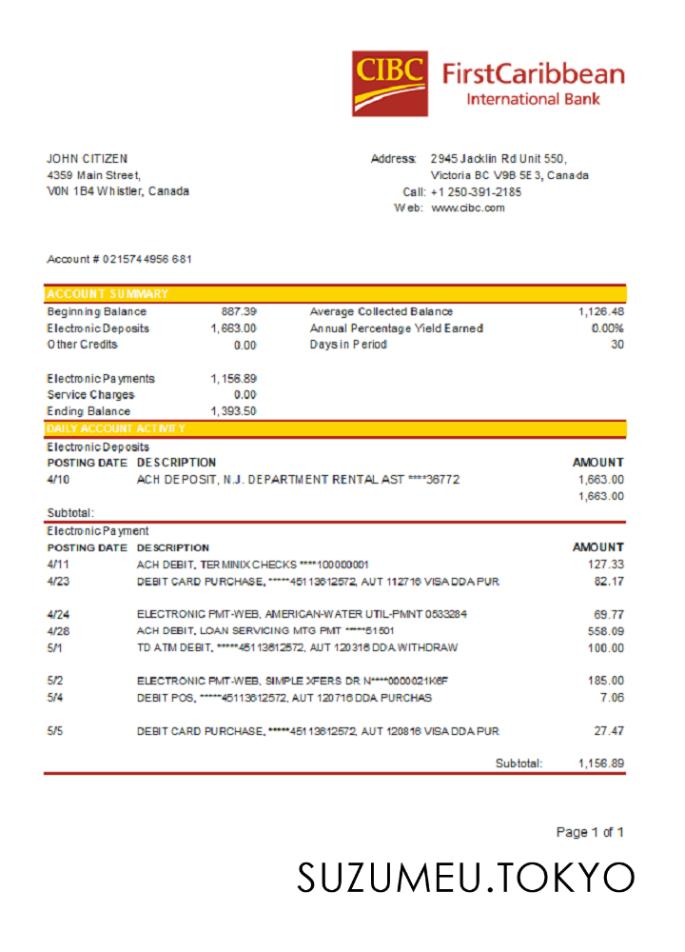 CIBC FirstCaribbean
International Bank
JOHN CITIZEN
4359 Main Street,
V0N 1B4 Whistler, Canada
Address: 2945 Jacklin Rd Unit 550,
Victoria BC V9B 5E3, Canada
Call: +1 250-391-2185
Web: www.cibc.com
Account # 0215744956 681
ACCOUNT SUMMARY
Beginning Balance 887.39 Average Collected Balance 1,126.48
Electronic Deposits 1,663.00 Annual Percentage Yield Earned 0.00%
Other Credits 0.00 Days in Period 30
Electronic Payments 1,156.89
Service Charges 0.00
Ending Balance 1,393.50
DAILY ACCOUNT ACTIVITY
Electronic Deposits
POSTING DATE DESCRIPTION AMOUNT
4/10 ACH DEPOSIT, N.J. DEPARTMENT RENTAL AST ****36772 1,663.00
1,663.00
Subtotal:
Electronic Payment
POSTING DATE DESCRIPTION AMOUNT
4/11 ACH DEBIT, TERMINIX CHECKS ****100000001 127.33
4/23 DEBIT CARD PURCHASE, *****45113612572, AUT 112716 VISA DDA PUR 82.17
4/24 ELECTRONIC PMT-WEB, AMERICAN-WATER UTIL-PMNT 0533284 69.77
4/28 ACH DEBIT, LOAN SERVICING MTG PMT *****51501 558.09
5/1 TD ATM DEBIT, *****45113612572, AUT 120316 DDA WITHDRAW 100.00
5/2 ELECTRONIC PMT-WEB, SIMPLE XFERS DR N****0000021K6F 185.00
5/4 DEBIT POS, *****45113612572, AUT 120716 DDA PURCHAS 7.06
5/5 DEBIT CARD PURCHASE, *****45113612572, AUT 120816 VISA DDA PUR 27.47
Subtotal: 1,156.89
Page 1 of 1
SUZUMEU.TOKYO